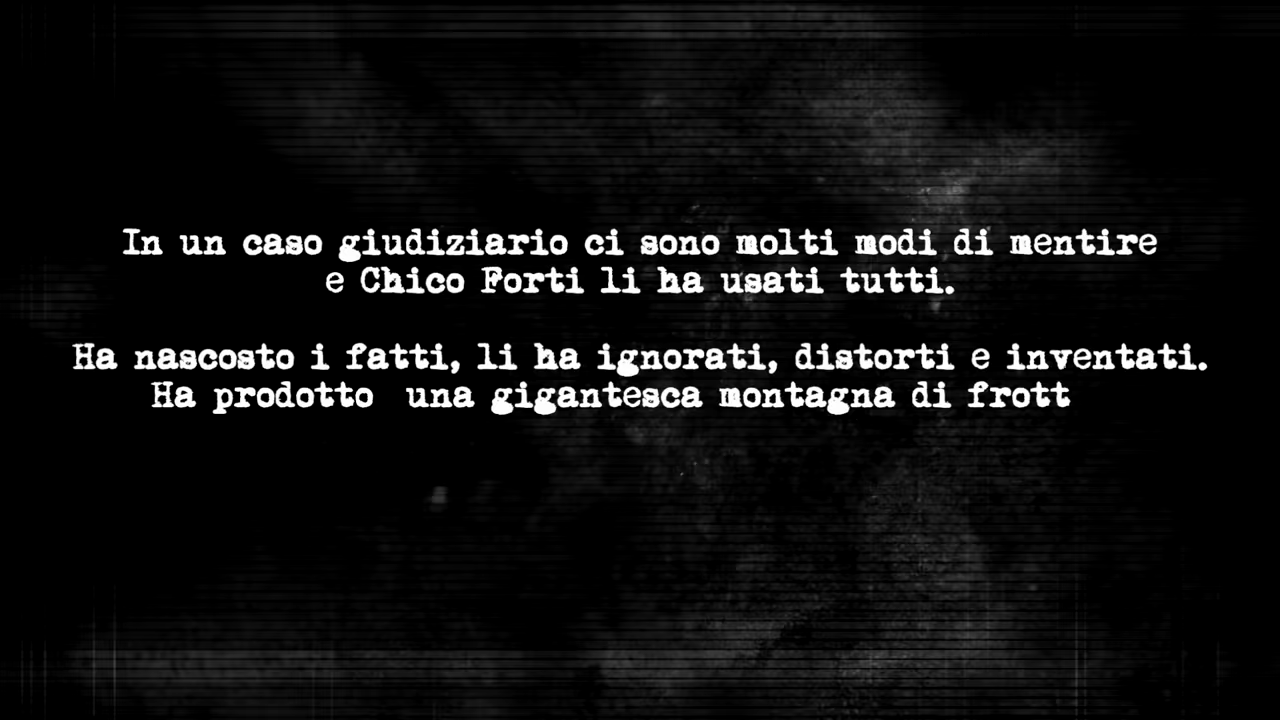 In un caso giudiziario ci sono molti modi di mentire
e Chico Forti li ha usati tutti.
Ha nascosto i fatti, li ha ignorati, distorti e inventati.
Ha prodotto una gigantesca montagna di frott